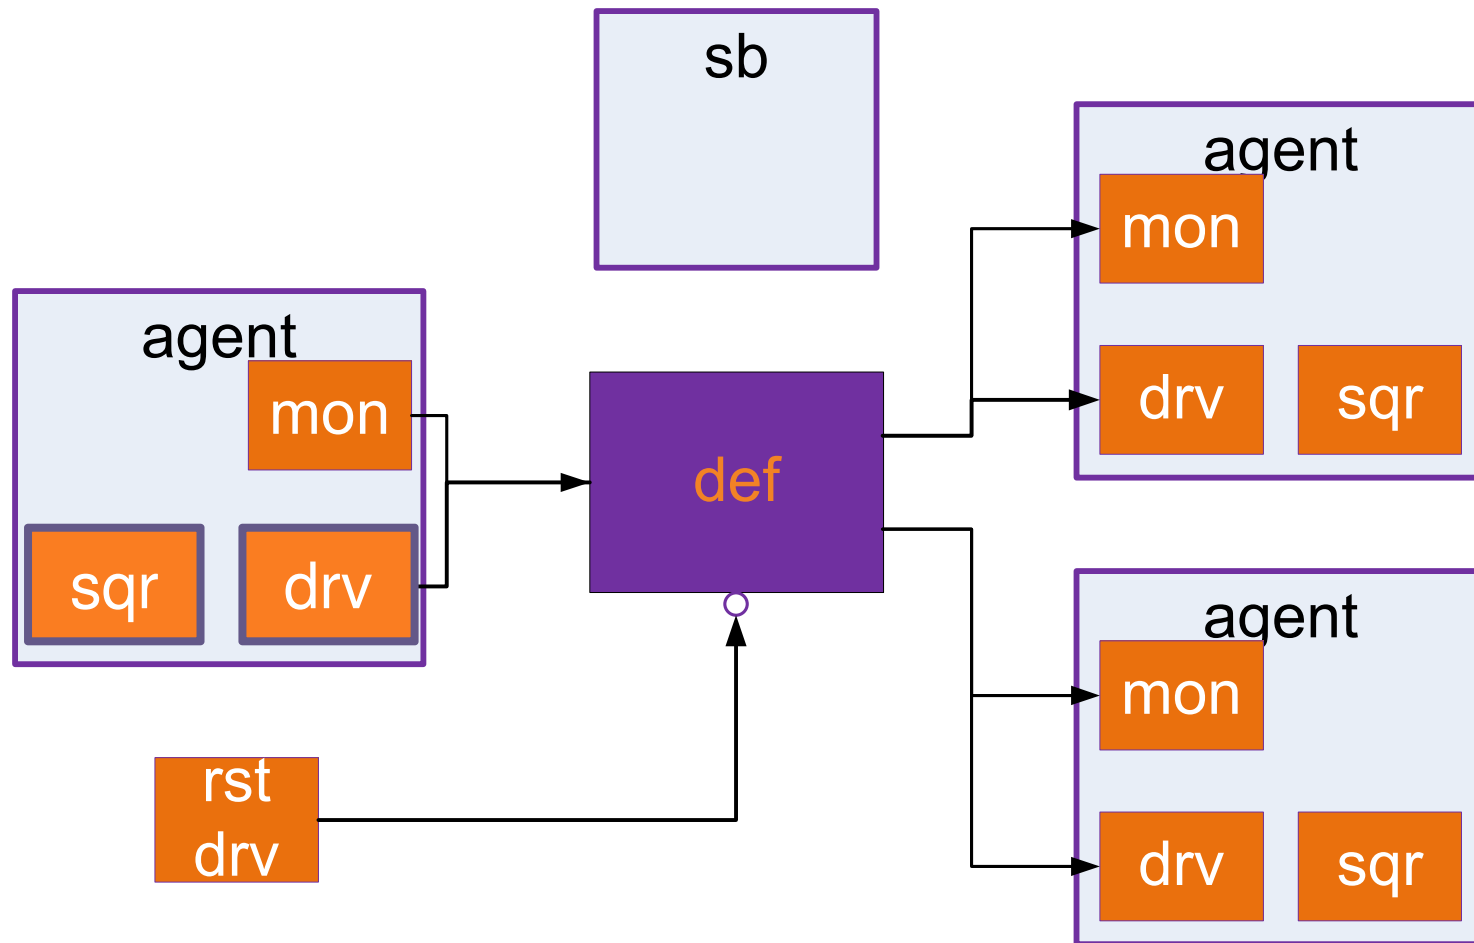 sb
agent
mon
drv sqr
agent
mon
sqr drv
def
agent
mon
drv sqr
rst
drv